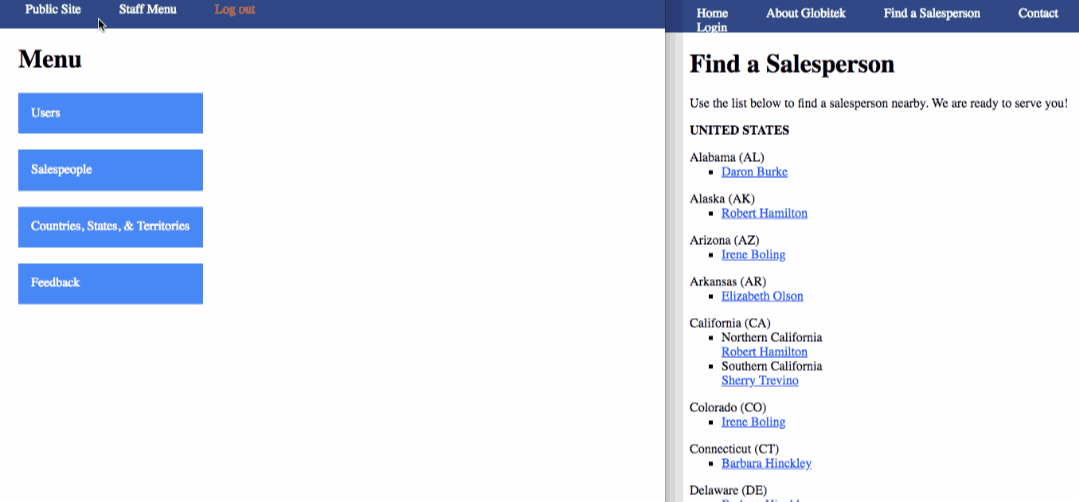 Public Site Staff Menu Log out
Menu
Users
Salespeople
Countries, States, & Territories
Feedback
Home About Globitek Find a Salesperson Contact
Login
Find a Salesperson
Use the list below to find a salesperson nearby. We are ready to serve you!
UNITED STATES
Alabama (AL)
Daron Burke
Alaska (AK)
Robert Hamilton
Arizona (AZ)
Irene Boling
Arkansas (AR)
Elizabeth Olson
California (CA)
Northern California
Robert Hamilton
Southern California
Sherry Trevino
Colorado (CO)
Irene Boling
Connecticut (CT)
Barbara Hinckley
Delaware (DE)